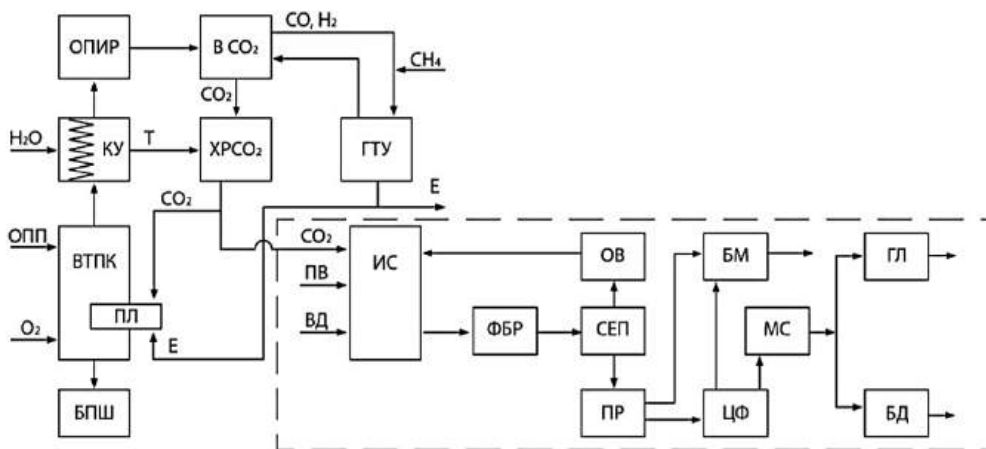 CO, H₂
ОПИР
В CO₂
CH₄
CO₂
H₂O
КУ
T
ХРCO₂
ГТУ
CO₂
E
ОПП
ВТПК
CO₂
ИС
ОВ
БМ
ГЛ
ПВ
ПЛ
O₂
E
ВД
ФБР
СЕП
МС
БПШ
ПР
ЦФ
БД